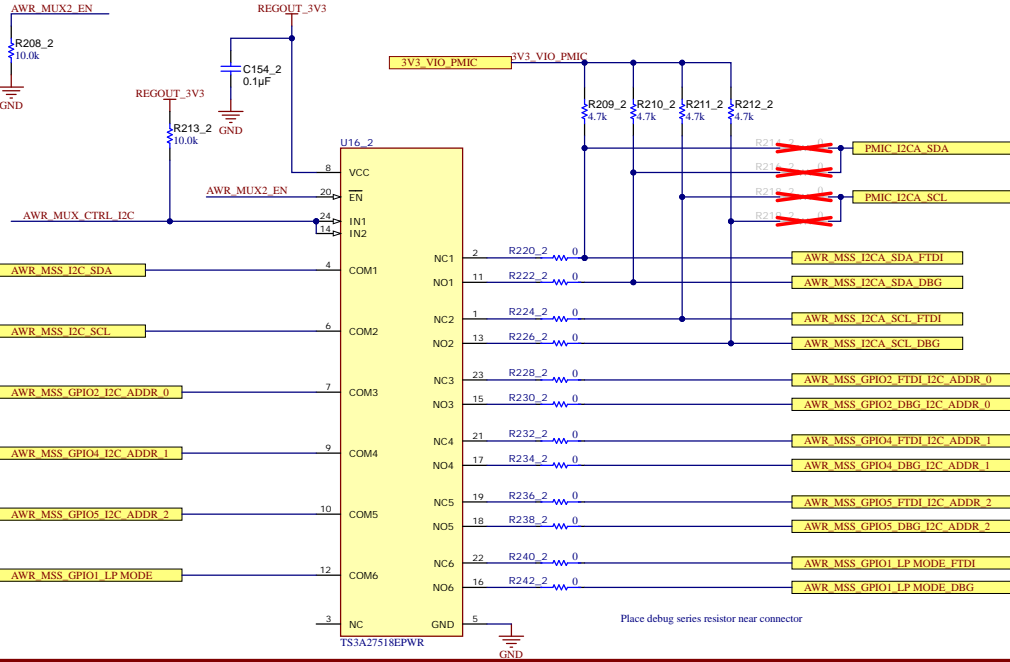 AWR_MUX2_EN
REGOUT_3V3
R208_2
10.0k
GND
C154_2
0.1µF
GND
3V3_VIO_PMIC
3V3_VIO_PMIC
R209_2
4.7k
R210_2
4.7k
R211_2
4.7k
R212_2
4.7k
REGOUT_3V3
R213_2
10.0k
PMIC_I2CA_SDA
PMIC_I2CA_SCL
U16_2
AWR_MUX2_EN
AWR_MUX_CTRL_I2C
8 VCC
20 EN
24 IN1
14 IN2
AWR_MSS_I2C_SDA 4 COM1
AWR_MSS_I2C_SCL 6 COM2
AWR_MSS_GPIO2_I2C_ADDR_0 7 COM3
AWR_MSS_GPIO4_I2C_ADDR_1 9 COM4
AWR_MSS_GPIO5_I2C_ADDR_2 10 COM5
AWR_MSS_GPIO1_LP MODE 12 COM6
3 NC
NC1 2 R220_2 0 AWR_MSS_I2CA_SDA_FTDI
NO1 11 R222_2 0 AWR_MSS_I2CA_SDA_DBG
NC2 1 R224_2 0 AWR_MSS_I2CA_SCL_FTDI
NO2 13 R226_2 0 AWR_MSS_I2CA_SCL_DBG
NC3 23 R228_2 0 AWR_MSS_GPIO2_FTDI_I2C_ADDR_0
NO3 15 R230_2 0 AWR_MSS_GPIO2_DBG_I2C_ADDR_0
NC4 21 R232_2 0 AWR_MSS_GPIO4_FTDI_I2C_ADDR_1
NO4 17 R234_2 0 AWR_MSS_GPIO4_DBG_I2C_ADDR_1
NC5 19 R236_2 0 AWR_MSS_GPIO5_FTDI_I2C_ADDR_2
NO5 18 R238_2 0 AWR_MSS_GPIO5_DBG_I2C_ADDR_2
NC6 22 R240_2 0 AWR_MSS_GPIO1_LP MODE_FTDI
NO6 16 R242_2 0 AWR_MSS_GPIO1_LP MODE_DBG
GND 5
GND
TS3A27518EPWR
Place debug series resistor near connector